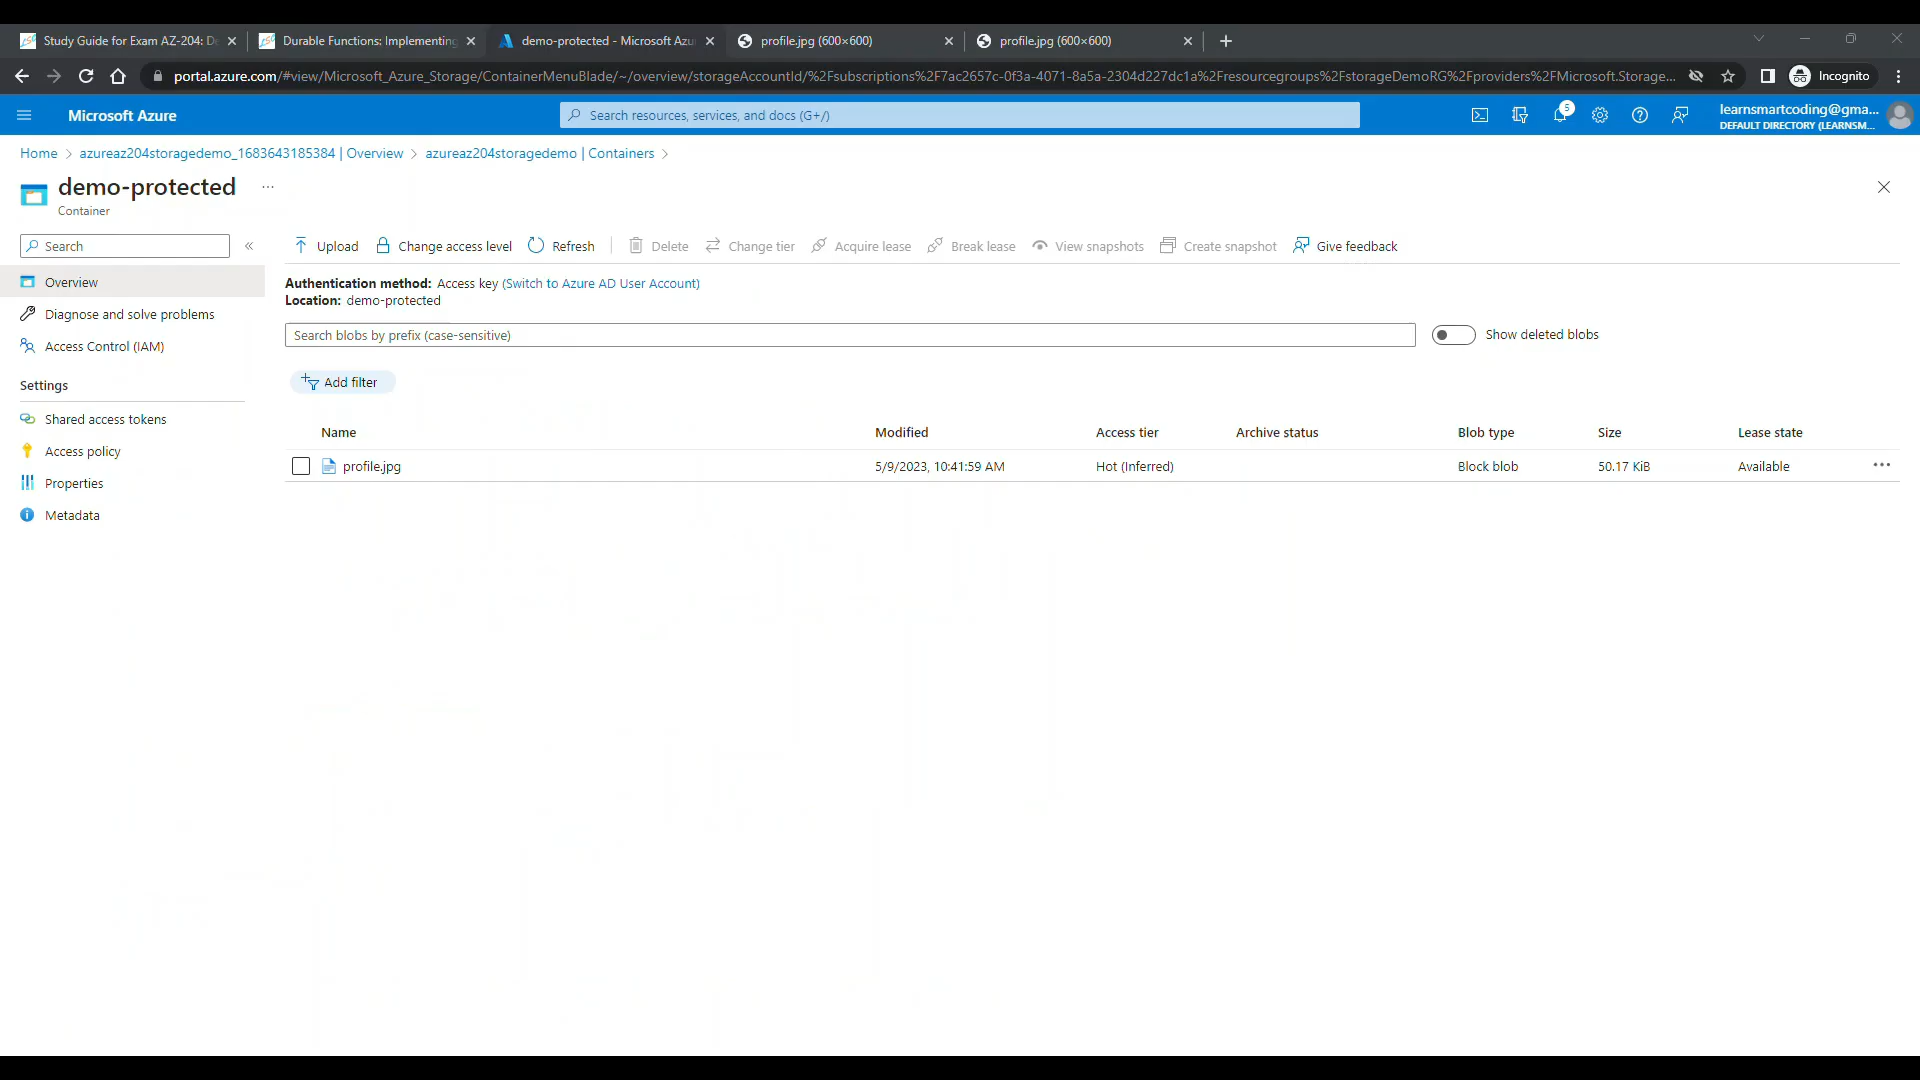 Study Guide for Exam AZ-204: De
Durable Functions: Implementing
demo-protected - Microsoft Azu
profile.jpg (600×600)
profile.jpg (600×600)
portal.azure.com/#view/Microsoft_Azure_Storage/ContainerMenuBlade/~/overview/storageAccountId/%2Fsubscriptions%2F7ac2657c-0f3a-4071-8a5a-2304d227dc1a%2Fresourcegroups%2FstorageDemoRG%2Fproviders%2FMicrosoft.Storage...
Incognito
Microsoft Azure
Search resources, services, and docs (G+/)
5
learnsmartcoding@gma...
DEFAULT DIRECTORY (LEARNSM...
Home > azureaz204storagedemo_1683643185384 | Overview > azureaz204storagedemo | Containers >
demo-protected ...
Container
Search
«
Upload Change access level Refresh Delete Change tier Acquire lease Break lease View snapshots Create snapshot Give feedback
Overview
Diagnose and solve problems
Access Control (IAM)
Settings
Shared access tokens
Access policy
Properties
Metadata
Authentication method: Access key (Switch to Azure AD User Account)
Location: demo-protected
Search blobs by prefix (case-sensitive)
Show deleted blobs
Add filter
Name Modified Access tier Archive status Blob type Size Lease state
profile.jpg 5/9/2023, 10:41:59 AM Hot (Inferred) Block blob 50.17 KiB Available ...